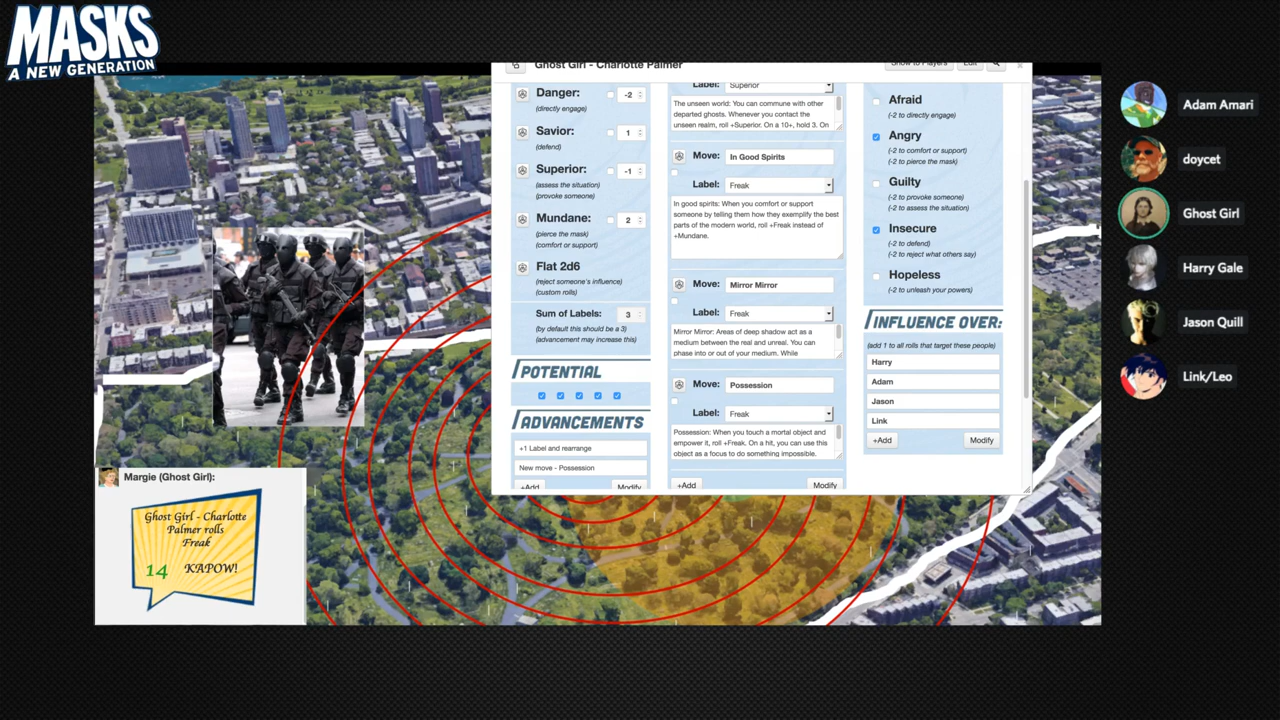 MASKS
A NEW GENERATION
Ghost Girl - Charlotte Palmer
Show to Players
Edit
Danger:
-2
(directly engage)
Savior:
1
(defend)
Superior:
-1
(assess the situation)
(provoke someone)
Mundane:
2
(pierce the mask)
(comfort or support)
Flat 2d6
(reject someone's influence)
(custom rolls)
Sum of Labels:
3
(by default this should be a 3)
(advancement may increase this)
POTENTIAL
ADVANCEMENTS
+1 Label and rearrange
New move - Possession
+Add
Modify
Label:
Superior
The unseen world: You can commune with other
departed ghosts. Whenever you contact the
unseen realm, roll +Superior. On a 10+, hold 3. On
Move:
In Good Spirits
Label:
Freak
In good spirits: When you comfort or support
someone by telling them how they exemplify the best
parts of the modern world, roll +Freak instead of
+Mundane.
Move:
Mirror Mirror
Label:
Freak
Mirror Mirror: Areas of deep shadow act as a
medium between the real and unreal. You can
phase into or out of your medium. While
Move:
Possession
Label:
Freak
Possession: When you touch a mortal object and
empower it, roll +Freak. On a hit, you can use this
object as a focus to do something impossible.
+Add
Modify
Afraid
(-2 to directly engage)
Angry
(-2 to comfort or support)
(-2 to pierce the mask)
Guilty
(-2 to provoke someone)
(-2 to assess the situation)
Insecure
(-2 to defend)
(-2 to reject what others say)
Hopeless
(-2 to unleash your powers)
INFLUENCE OVER:
(add 1 to all rolls that target these people)
Harry
Adam
Jason
Link
+Add
Modify
Adam Amari
doycet
Ghost Girl
Harry Gale
Jason Quill
Link/Leo
Margie (Ghost Girl):
Ghost Girl - Charlotte
Palmer rolls
Freak
14
KAPOW!